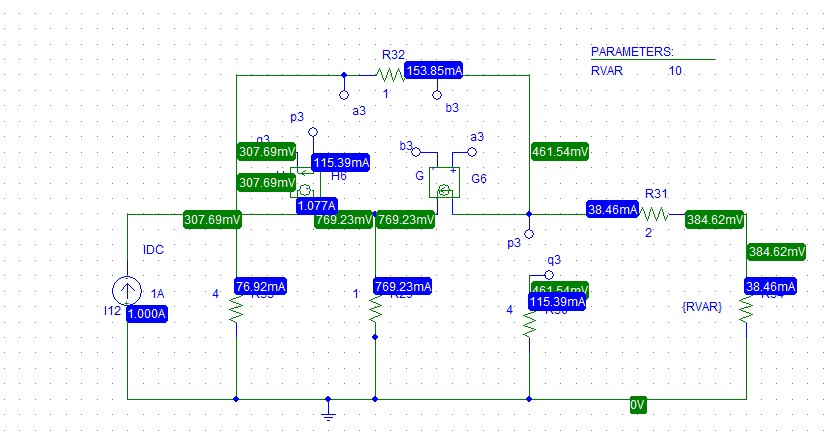 R32
PARAMETERS:
153.85mA
RVAR 10
1
a3
b3
p3
q3
b3
a3
307.69mV
115.39mA
461.54mV
H6
G
G6
307.69mV
1.077A
R31
38.46mA
307.69mV
769.23mV
769.23mV
384.62mV
2
p3
IDC
384.62mV
q3
1A
4
76.92mA
1
769.23mA
461.54mV
38.46mA
115.39mA
I12
1.000A
4
{RVAR}
0V